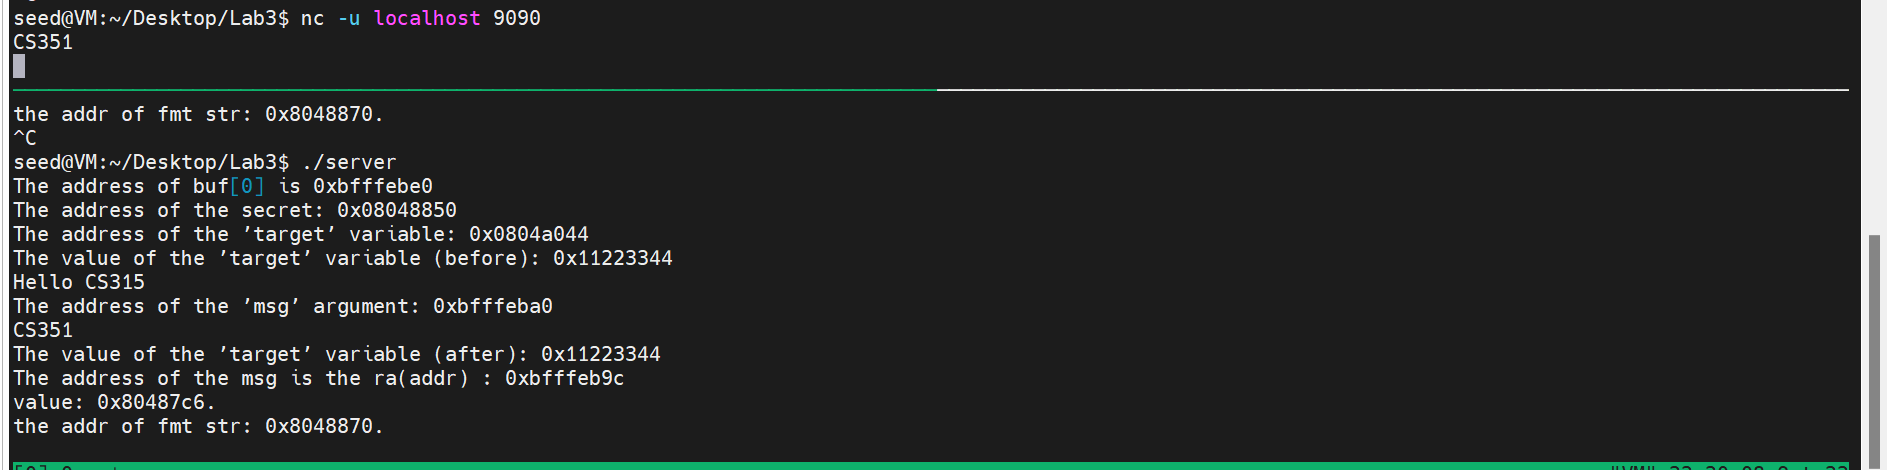 seed@VM:~/Desktop/Lab3$ nc -u localhost 9090
CS351
the addr of fmt str: 0x8048870.
^C
seed@VM:~/Desktop/Lab3$ ./server
The address of buf[0] is 0xbfffebe0
The address of the secret: 0x08048850
The address of the ’target’ variable: 0x0804a044
The value of the ’target’ variable (before): 0x11223344
Hello CS315
The address of the ’msg’ argument: 0xbfffeba0
CS351
The value of the ’target’ variable (after): 0x11223344
The address of the msg is the ra(addr) : 0xbfffeb9c
value: 0x80487c6.
the addr of fmt str: 0x8048870.